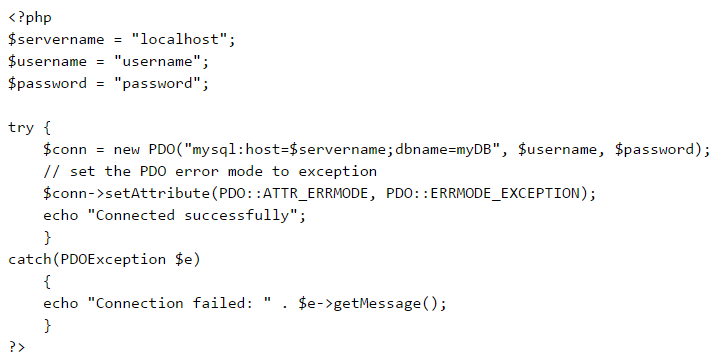 <?php
$servername = "localhost";
$username = "username";
$password = "password";

try {
    $conn = new PDO("mysql:host=$servername;dbname=myDB", $username, $password);
    // set the PDO error mode to exception
    $conn->setAttribute(PDO::ATTR_ERRMODE, PDO::ERRMODE_EXCEPTION);
    echo "Connected successfully";
    }
catch(PDOException $e)
    {
    echo "Connection failed: " . $e->getMessage();
    }
?>